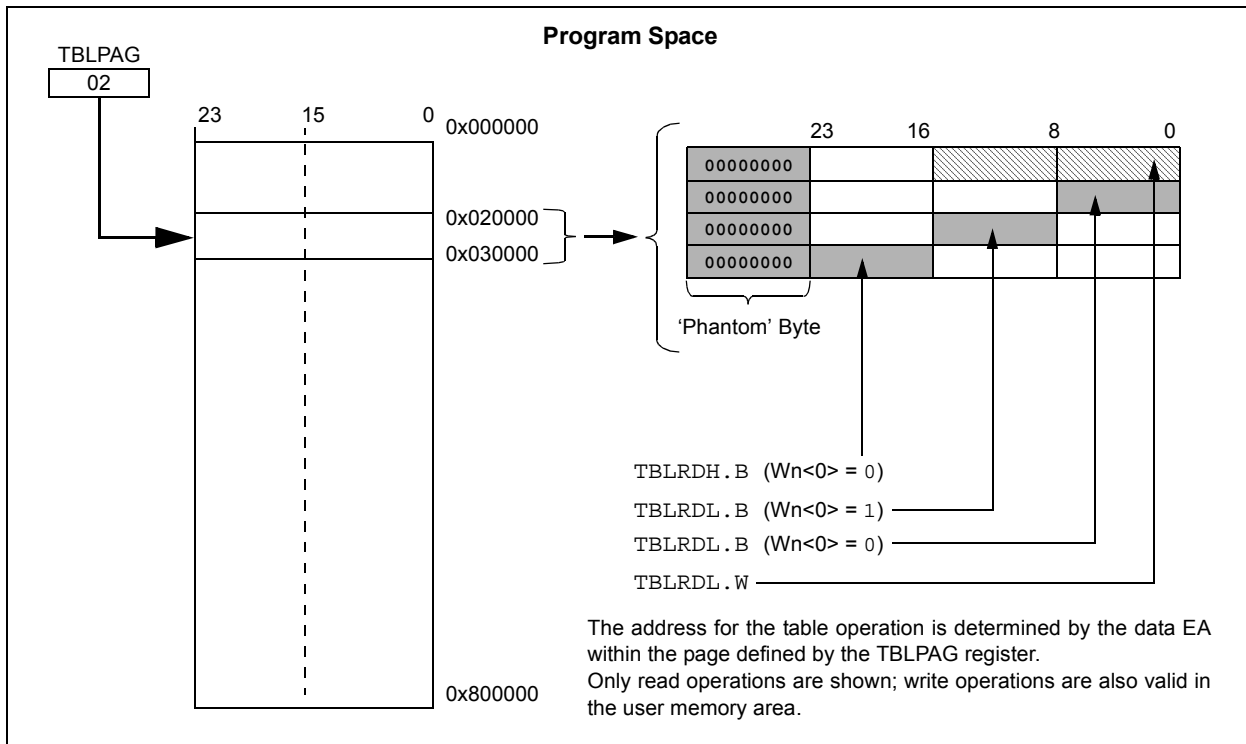 Program Space
TBLPAG
02
23 15 0
0x000000
0x020000
0x030000
0x800000
23 16 8 0
00000000
00000000
00000000
00000000
‘Phantom’ Byte
TBLRDH.B (Wn<0> = 0)
TBLRDL.B (Wn<0> = 1)
TBLRDL.B (Wn<0> = 0)
TBLRDL.W
The address for the table operation is determined by the data EA
within the page defined by the TBLPAG register.
Only read operations are shown; write operations are also valid in
the user memory area.